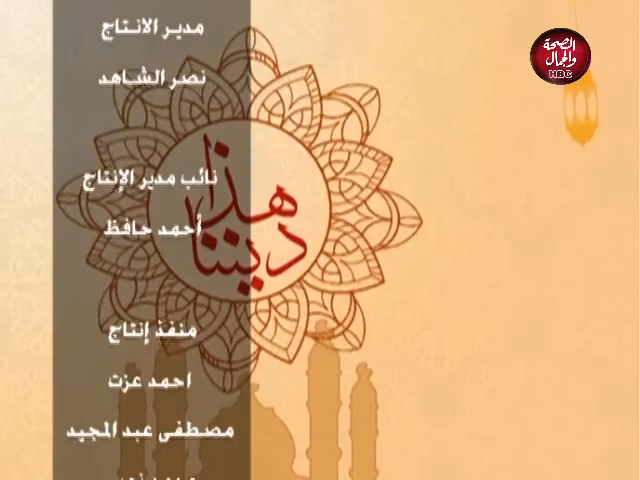 مدير الانتاج
نصر الشاهد
نائب مدير الإنتاج
أحمد حافظ
منفذ إنتاج
احمد عزت
مصطفى عبد المجيد
هذا
ديننا
الصحة
والجمال
HBC